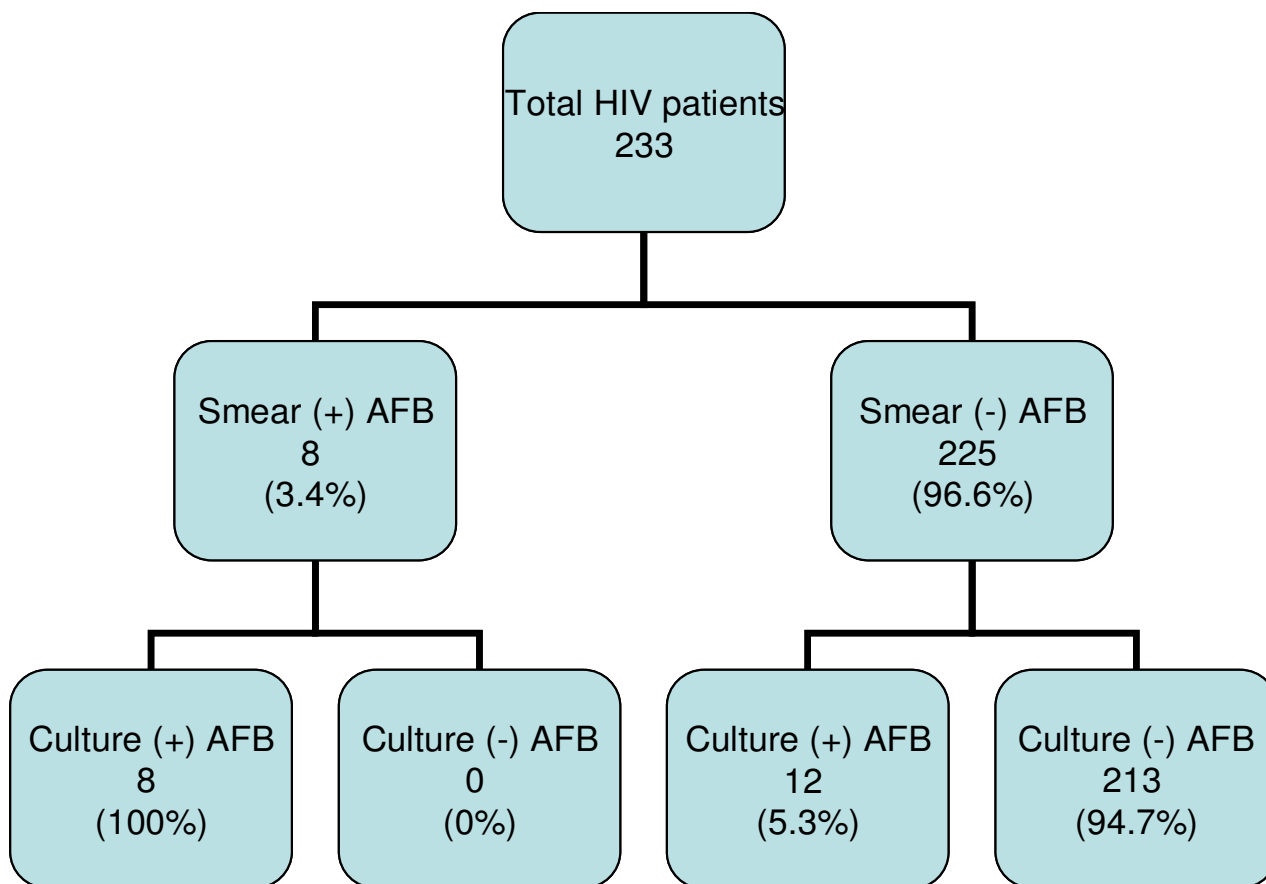 Total HIV patients
233
Smear (+) AFB
8
(3.4%)
Smear (-) AFB
225
(96.6%)
Culture (+) AFB
8
(100%)
Culture (-) AFB
0
(0%)
Culture (+) AFB
12
(5.3%)
Culture (-) AFB
213
(94.7%)